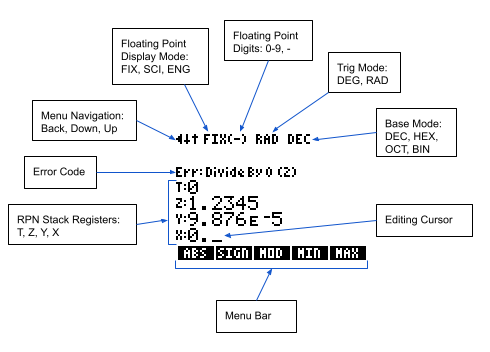 Floating Point
Display Mode:
FIX, SCI, ENG
Floating Point
Digits: 0-9, -
Trig Mode:
DEG, RAD
Menu Navigation:
Back, Down, Up
Base Mode:
DEC, HEX,
OCT, BIN
FIX(-) RAD DEC
Error Code
Err:Divide By 0 (2)
RPN Stack Registers:
T, Z, Y, X
T:0
Z:1.2345
Y:9.876E-5
X:0._
Editing Cursor
ABS SIGN MOD MIN MAX
Menu Bar